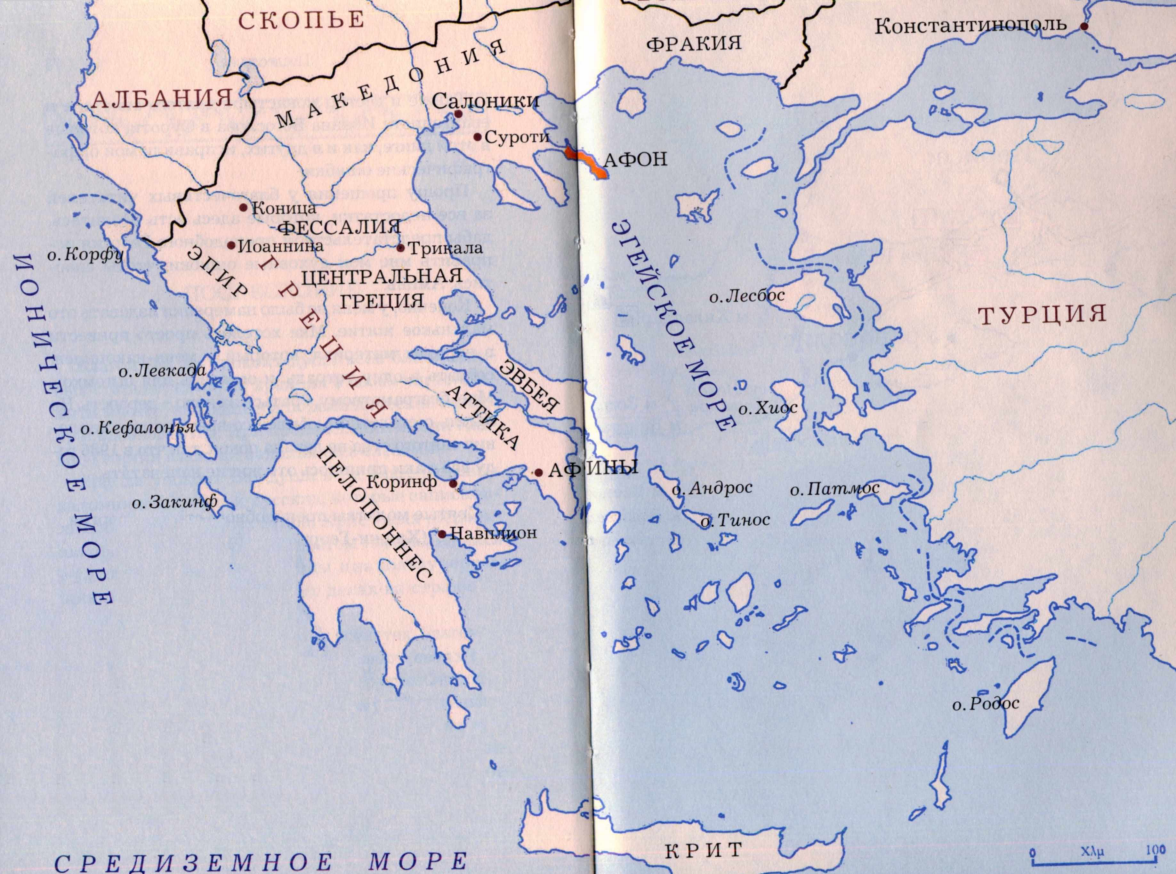 СКОПЬЕ
ФРАКИЯ
Константинополь
АЛБАНИЯ
МАКЕДОНИЯ
Салоники
Суроти
АФОН
Коница
ФЕССАЛИЯ
Иоаннина
Трикала
о.Корфу
ЭПИР
ЦЕНТРАЛЬНАЯ
ГРЕЦИЯ
ГРЕЦИЯ
ИОНИЧЕСКОЕ МОРЕ
ЭГЕЙСКОЕ МОРЕ
о.Лесбос
ТУРЦИЯ
о.Левкада
ЭВБЕЯ
АТТИКА
о.Хиос
о.Кефалонья
ПЕЛОПОННЕС
АФИНЫ
Коринф
о.Андрос
о.Патмос
о.Закинф
о.Тинос
Навплион
о.Родос
КРИТ
СРЕДИЗЕМНОЕ МОРЕ
0 Χλμ 100